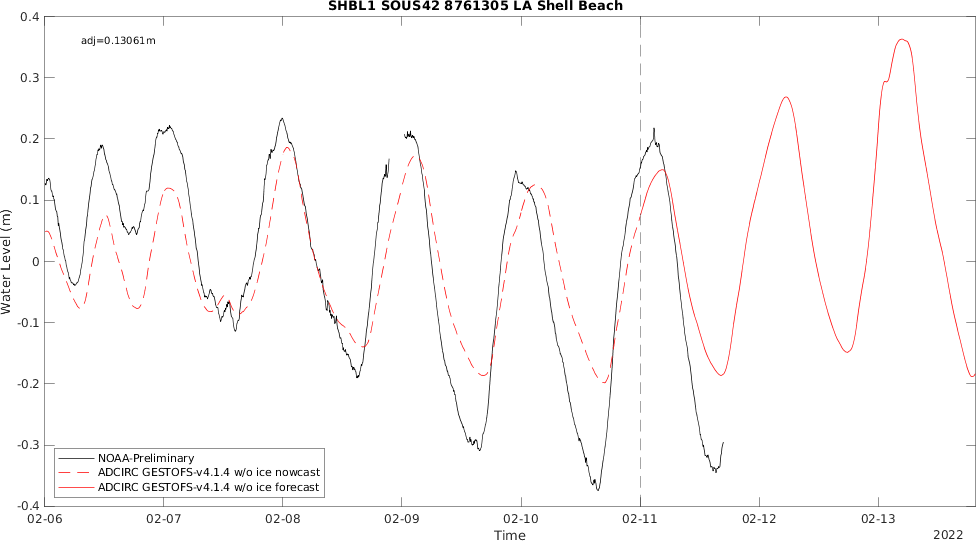 SHBL1 SOUS42 8761305 LA Shell Beach
adj=0.13061m
0.4
0.3
0.2
0.1
0
-0.1
-0.2
-0.3
-0.4
Water Level (m)
NOAA-Preliminary
ADCIRC GESTOFS-v4.1.4 w/o ice nowcast
ADCIRC GESTOFS-v4.1.4 w/o ice forecast
02-06 02-07 02-08 02-09 02-10 02-11 02-12 02-13
Time
2022